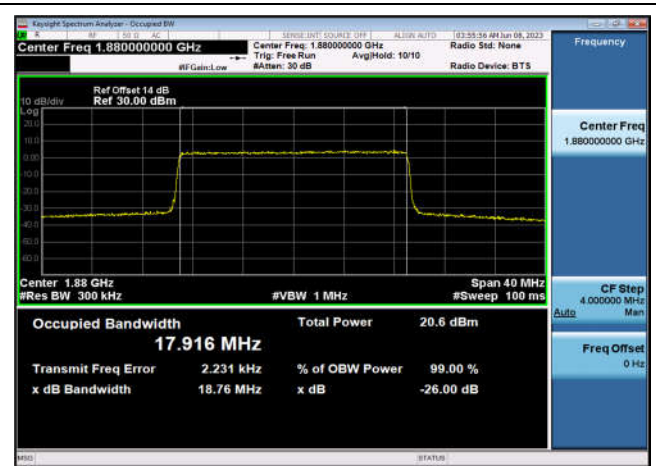 Keysight Spectrum Analyzer - Occupied BW
R RF 50 Ω AC SENSE:INT SOURCE OFF ALIGN AUTO 03:55:56 AM Jun 08, 2023
Center Freq 1.880000000 GHz Center Freq: 1.880000000 GHz Radio Std: None Frequency
Trig: Free Run Avg|Hold: 10/10
#IFGain:Low #Atten: 30 dB Radio Device: BTS
Ref Offset 14 dB
10 dB/div Ref 30.00 dBm
Log
20.0
10.0
0.00
-10.0
-20.0
-30.0
-40.0
-50.0
-60.0
Center Freq
1.880000000 GHz
Center 1.88 GHz Span 40 MHz
#Res BW 300 kHz #VBW 1 MHz #Sweep 100 ms
CF Step
4.000000 MHz
Auto Man
Occupied Bandwidth Total Power 20.6 dBm
17.916 MHz
Transmit Freq Error 2.231 kHz % of OBW Power 99.00 %
x dB Bandwidth 18.76 MHz x dB -26.00 dB
Freq Offset
0 Hz
MSG STATUS